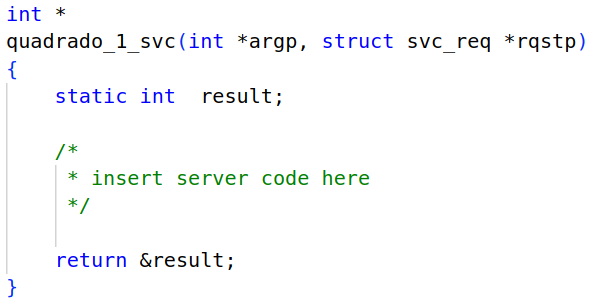 int *
quadrado_1_svc(int *argp, struct svc_req *rqstp)
{
    static int  result;

    /*
     * insert server code here
     */

    return &result;
}